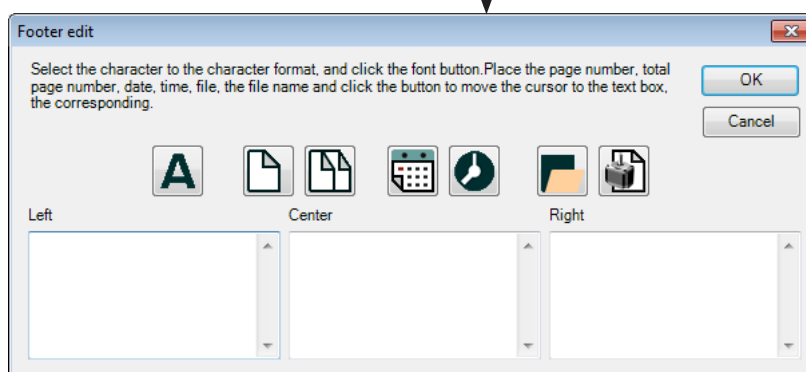 Footer edit
Select the character to the character format, and click the font button.Place the page number, total
page number, date, time, file, the file name and click the button to move the cursor to the text box,
the corresponding.
OK
Cancel
A
Left Center Right